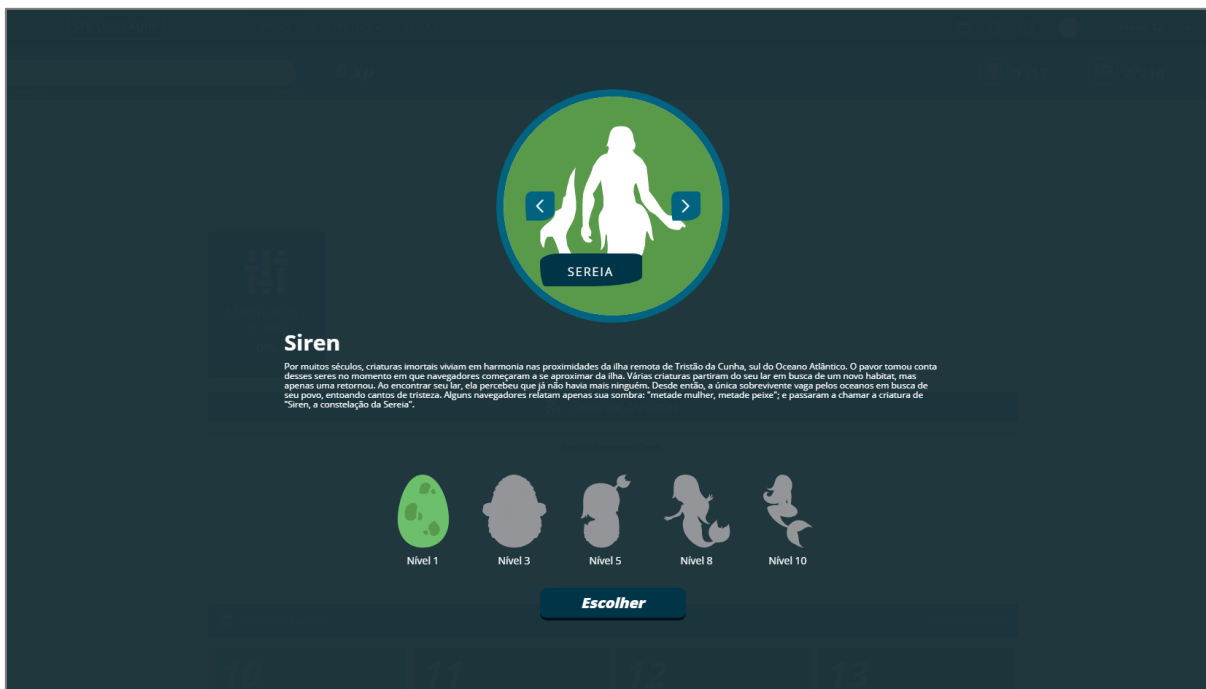 SEREIA
Siren
Por muitos séculos, criaturas imortais viviam em harmonia nas proximidades da ilha remota de Tristão da Cunha, sul do Oceano Atlântico. O pavor tomou conta
desses seres no momento em que navegadores começaram a se aproximar da ilha. Várias criaturas partiram do seu lar em busca de um novo habitat, mas
apenas uma retornou. Ao encontrar seu lar, ela percebeu que já não havia mais ninguém. Desde então, a única sobrevivente vaga pelos oceanos em busca de
seu povo, entoando cantos de tristeza. Alguns navegadores relatam apenas sua sombra: "metade mulher, metade peixe"; e passaram a chamar a criatura de
"Siren, a constelação da Sereia".
Nível 1
Nível 3
Nível 5
Nível 8
Nível 10
Escolher
10
11
12
13